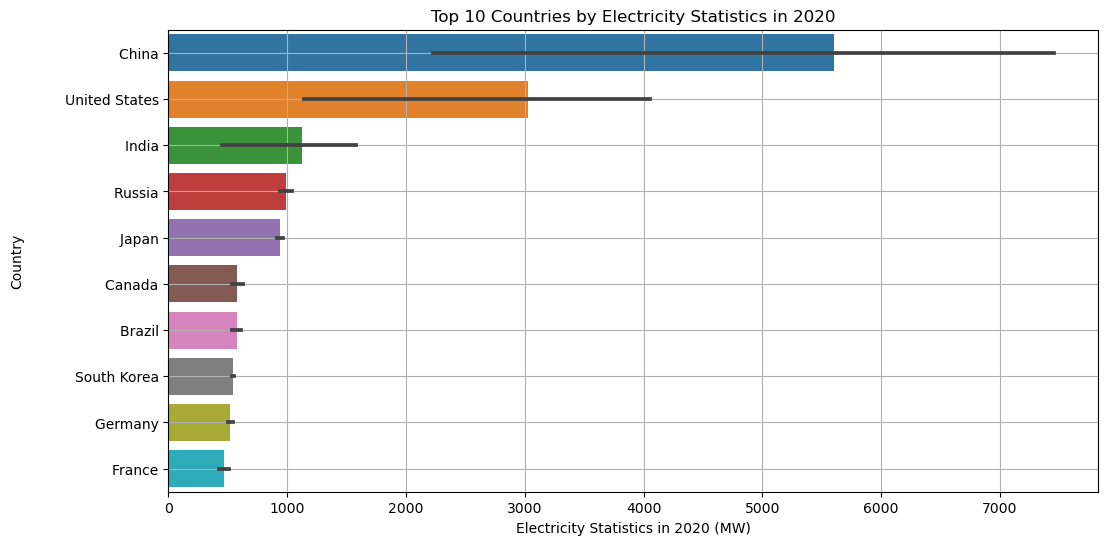 Top 10 Countries by Electricity Statistics in 2020
China
United States
India
Russia
Japan
Canada
Brazil
South Korea
Germany
France
Country
0 1000 2000 3000 4000 5000 6000 7000
Electricity Statistics in 2020 (MW)